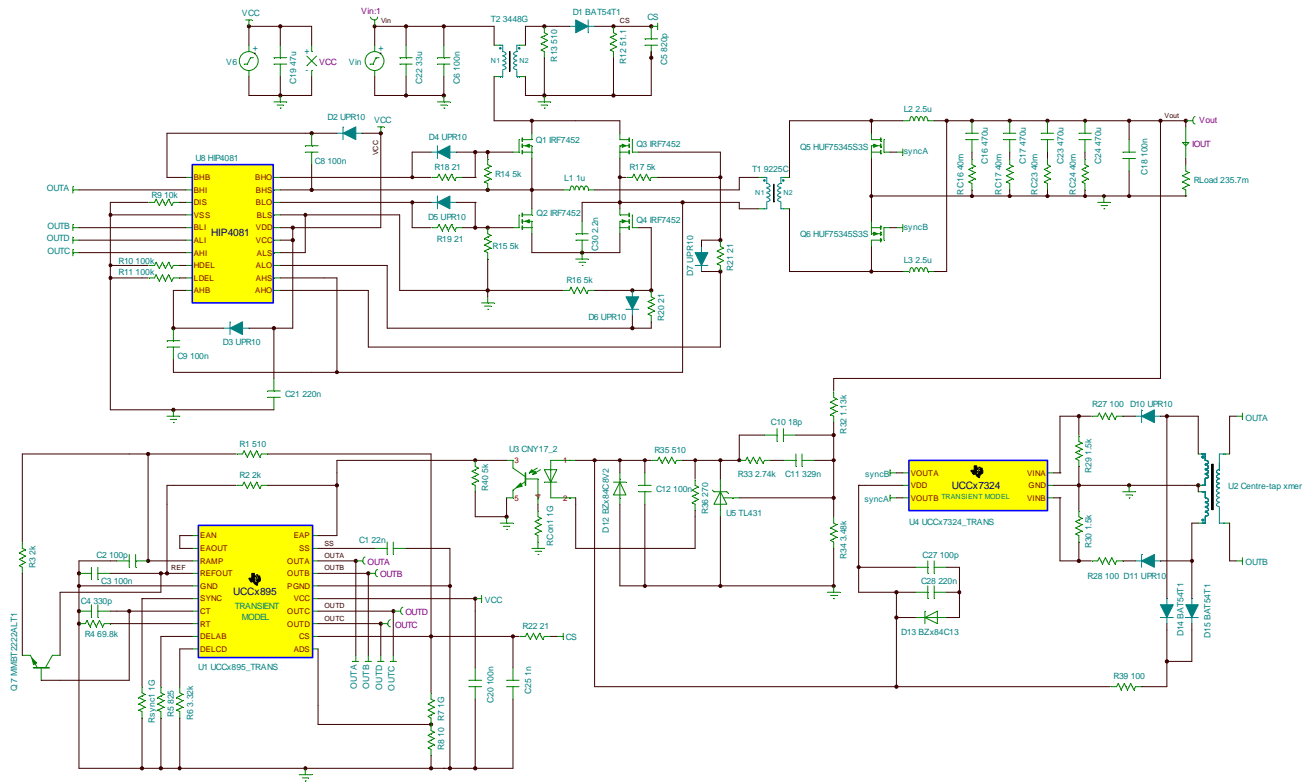 VCC
V6
C19 47u
VCC
Vin:1
Vin
Vin
C22 33u
C6 100n
T2 3448G
N1
N2
D1 BAT54T1
CS
CS
R13 510
R12 51.1
C5 820p
D2 UPR10
VCC
VCC
C8 100n
U8 HIP4081
HIP4081
BHB
BHI
DIS
VSS
BLI
ALI
AHI
HDEL
LDEL
AHB
BHO
BHS
BLO
BLS
VDD
VCC
ALS
ALO
AHS
AHO
OUTA
OUTB
OUTD
OUTC
R9 10k
R10 100k
R11 100k
D4 UPR10
R18 21
R14 5k
D5 UPR10
R19 21
R15 5k
Q1 IRF7452
Q3 IRF7452
R17 5k
L1 1u
Q2 IRF7452
Q4 IRF7452
C30 2.2n
R16 5k
D6 UPR10
R20 21
D7 UPR10
R21 21
D3 UPR10
C9 100n
C21 220n
T1 9225C
N1
N2
Q5 HUF75345S3S
syncA
Q6 HUF75345S3S
syncB
L2 2.5u
L3 2.5u
RC16 40m
C16 470u
RC17 40m
C17 470u
RC23 40m
C23 470u
RC24 40m
C24 470u
C18 100n
Vout
Vout
IOUT
RLoad 235.7m
R1 510
R2 2k
R3 2k
Q7 MMBT2222ALT1
C2 100p
C3 100n
REF
C4 330p
R4 69.8k
EAN
EAOUT
RAMP
REFOUT
GND
SYNC
CT
RT
DELAB
DELCD
UCCx895
TRANSIENT
MODEL
EAP
SS
OUTA
OUTB
PGND
VCC
OUTC
OUTD
CS
ADS
U1 UCCx895_TRANS
SS
C1 22n
OUTA
OUTB
OUTA
OUTB
VCC
OUTD
OUTC
OUTD
OUTC
OUTA
OUTB
OUTD
OUTC
R22 21
CS
C20 100n
C25 1n
R7 1G
R8 10
Rsync1 1G
R5 825
R6 3.32k
R40 5k
U3 CNY17_2
3
5
4
1
2
RCon1 1G
D12 BZx84C8V2
C12 100n
R35 510
R36 270
U5 TL431
C10 18p
R33 2.74k
C11 329n
R32 1.13k
R34 3.48k
syncB
syncA
VOUTA
VDD
VOUTB
UCCx7324
TRANSIENT MODEL
VINA
GND
VINB
U4 UCCx7324_TRANS
C27 100p
C28 220n
D13 BZx84C13
R27 100
D10 UPR10
R29 1.5k
R30 1.5k
R28 100
D11 UPR10
OUTA
U2 Centre-tap xmer
OUTB
D14 BAT54T1
D15 BAT54T1
R39 100